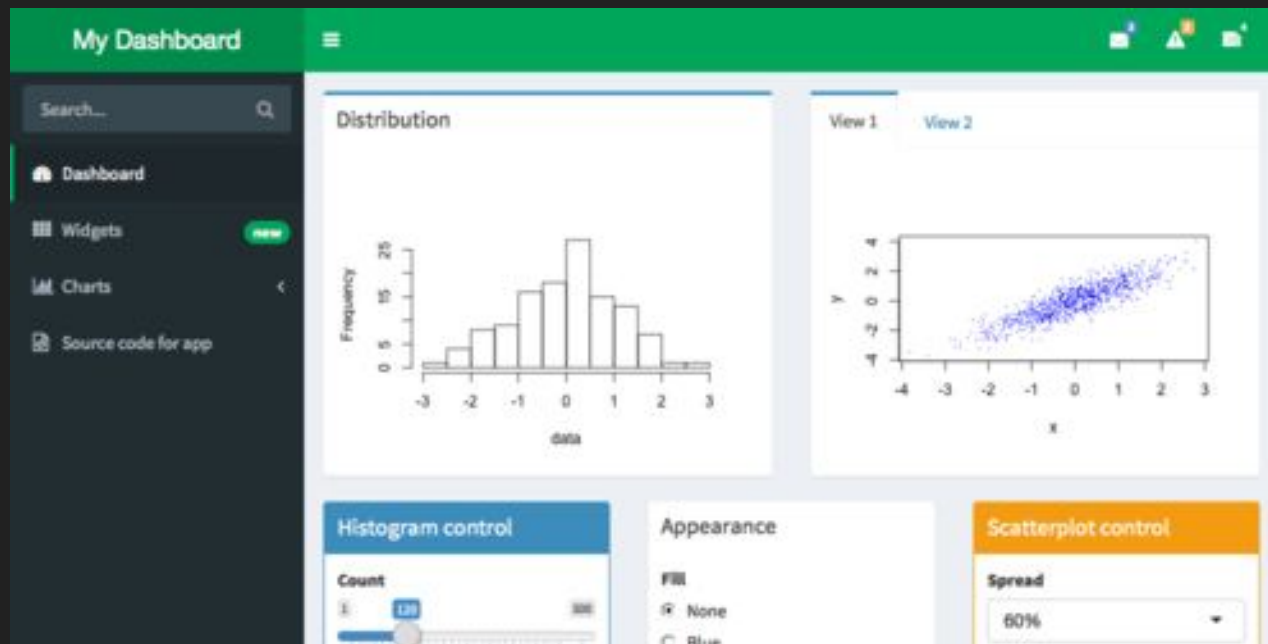 My Dashboard
Search...
Dashboard
Widgets
new
Charts
Source code for app
Distribution
Frequency
25
15
5
0
-3 -2 -1 0 1 2 3
data
View 1 View 2
y
4
2
0
-2
-4
-4 -3 -2 -1 0 1 2 3
x
Histogram control
Count
1 120 300
Appearance
Fill
None
Blue
Scatterplot control
Spread
60%